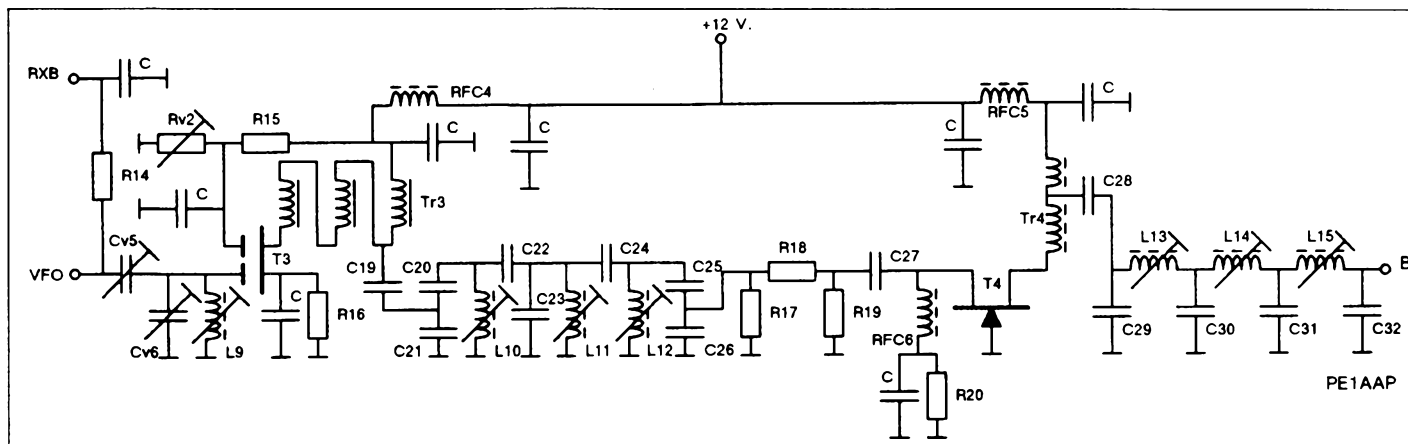 +12 V.
RXB
C
RFC4
RFC5
C
Rv2
R15
C
C
C
R14
C
Tr3
C28
Tr4
Cv5
T3
C22
C24
R18
C27
L13
L14
L15
VFO
C19
C20
C25
T4
B
C
R16
C23
R17
R19
Cv6
L9
C21
L10
L11
L12
C26
RFC6
C29
C30
C31
C32
C
R20
PE1AAP